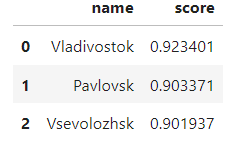 name score
0 Vladivostok 0.923401
1 Pavlovsk 0.903371
2 Vsevolozhsk 0.901937